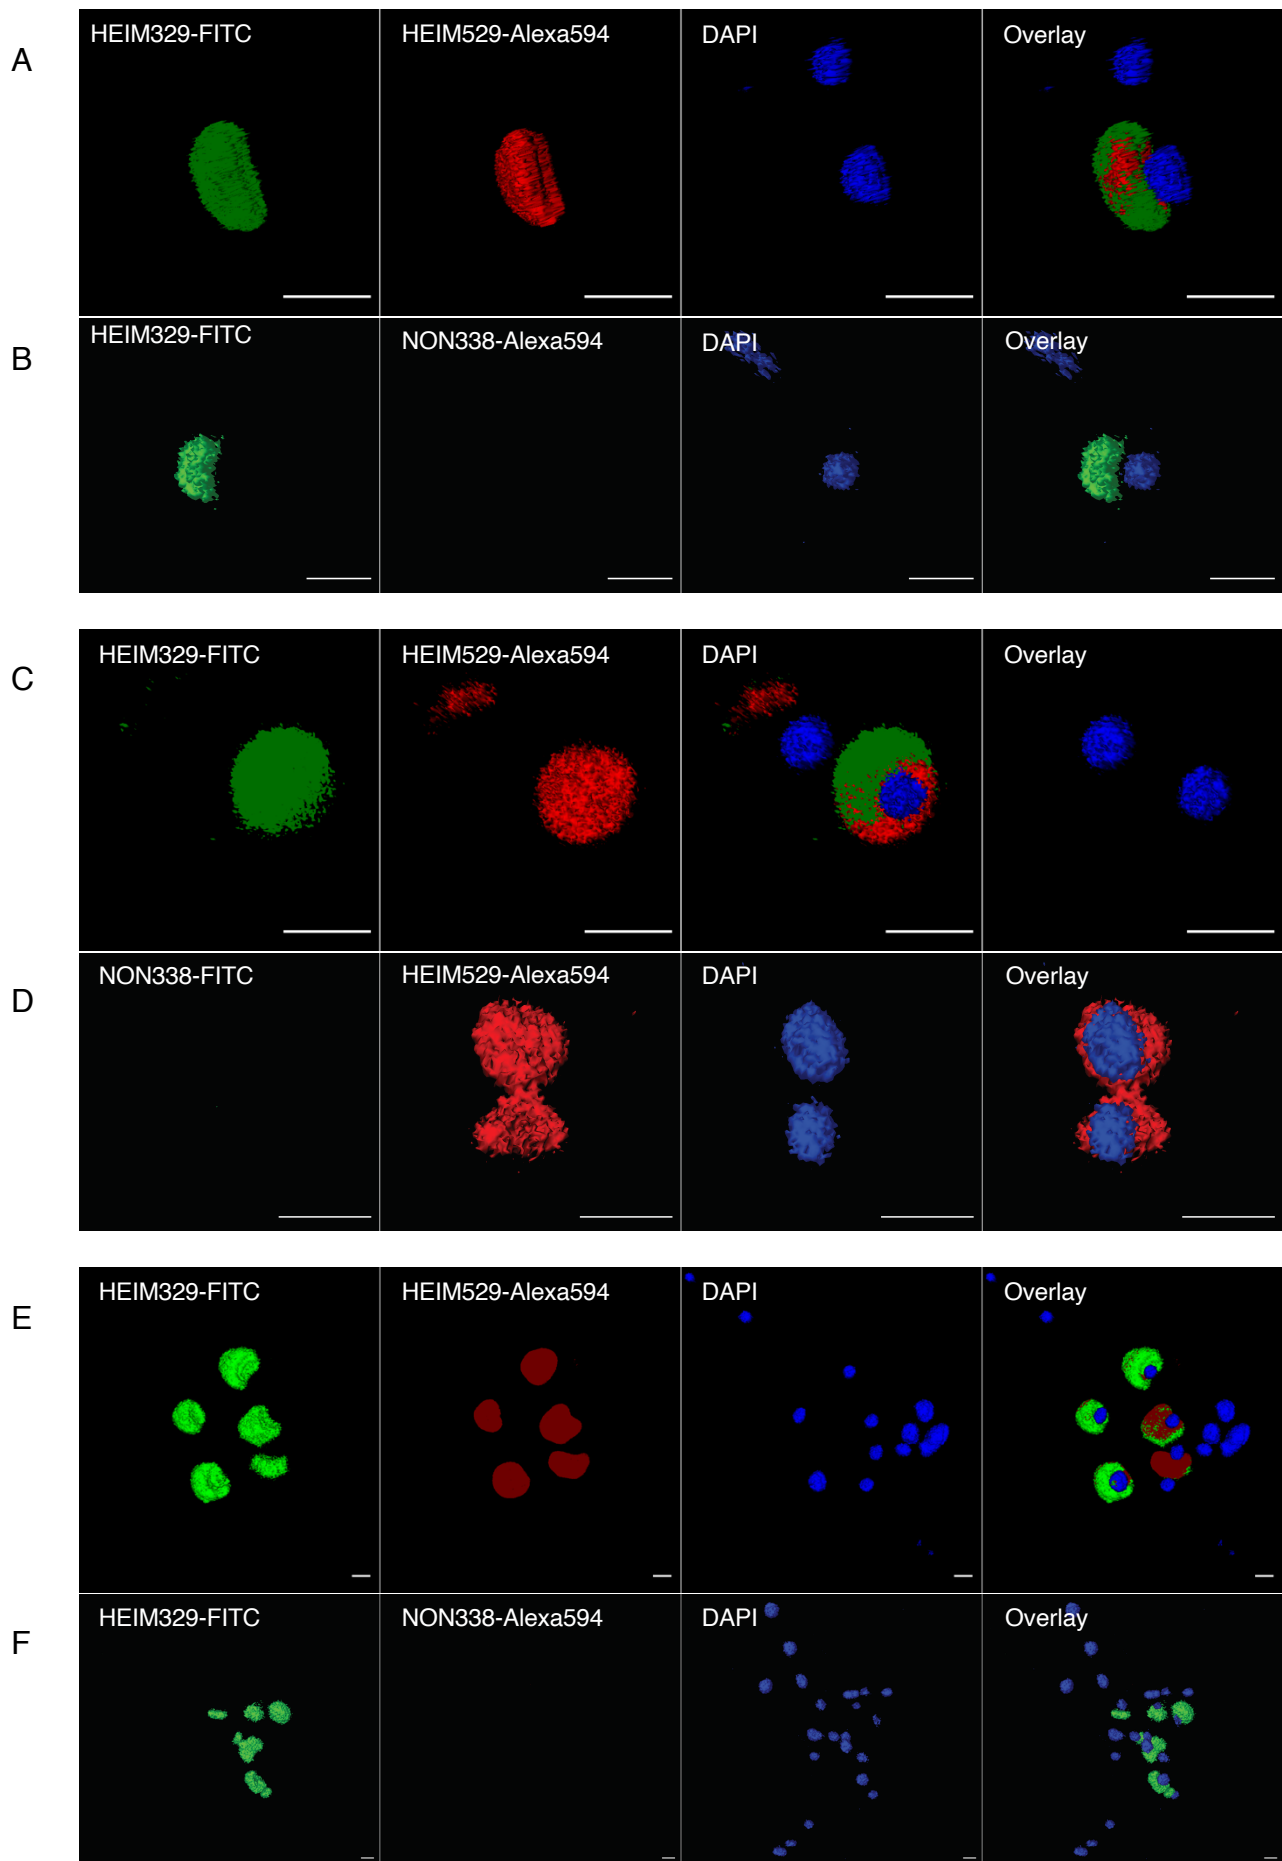 A
HEIM329-FITC HEIM529-Alexa594 DAPI Overlay
B
HEIM329-FITC NON338-Alexa594 DAPI Overlay
C
HEIM329-FITC HEIM529-Alexa594 DAPI Overlay
D
NON338-FITC HEIM529-Alexa594 DAPI Overlay
E
HEIM329-FITC HEIM529-Alexa594 DAPI Overlay
F
HEIM329-FITC NON338-Alexa594 DAPI Overlay